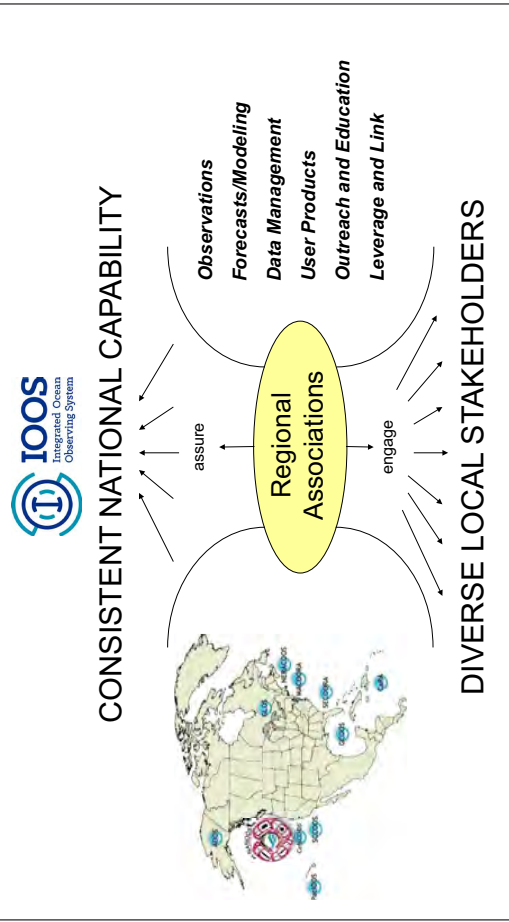 IOOS
Integrated Ocean
Observing System
CONSISTENT NATIONAL CAPABILITY
assure
Regional
Associations
engage
DIVERSE LOCAL STAKEHOLDERS
Observations
Forecasts/Modeling
Data Management
User Products
Outreach and Education
Leverage and Link